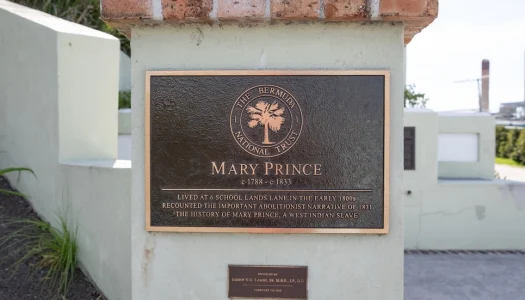 THE BERMUDA
NATIONAL TRUST
MARY PRINCE
c 1788 - c 1833
LIVED AT 6 SCHOOL LANDS LANE IN THE EARLY 1800s
RECOUNTED THE IMPORTANT ABOLITIONIST NARRATIVE OF 1831
'THE HISTORY OF MARY PRINCE, A WEST INDIAN SLAVE'